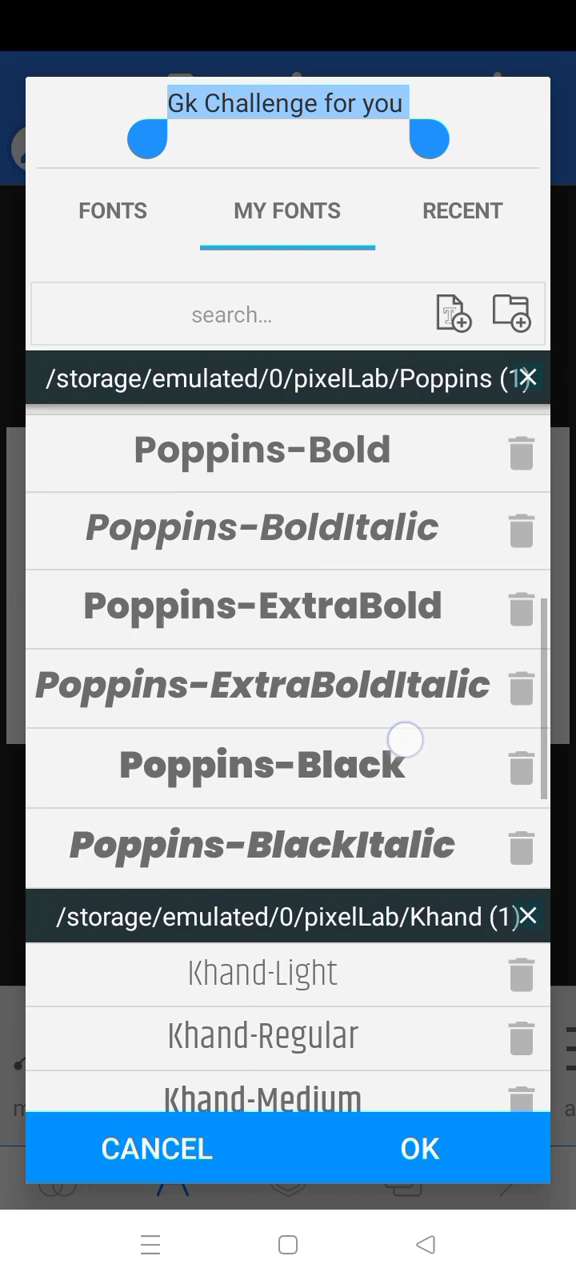 Gk Challenge for you
FONTS MY FONTS RECENT
search...
/storage/emulated/0/pixelLab/Poppins (1)
Poppins-Bold
Poppins-BoldItalic
Poppins-ExtraBold
Poppins-ExtraBoldItalic
Poppins-Black
Poppins-BlackItalic
/storage/emulated/0/pixelLab/Khand (1)
Khand-Light
Khand-Regular
Khand-Medium
CANCEL OK